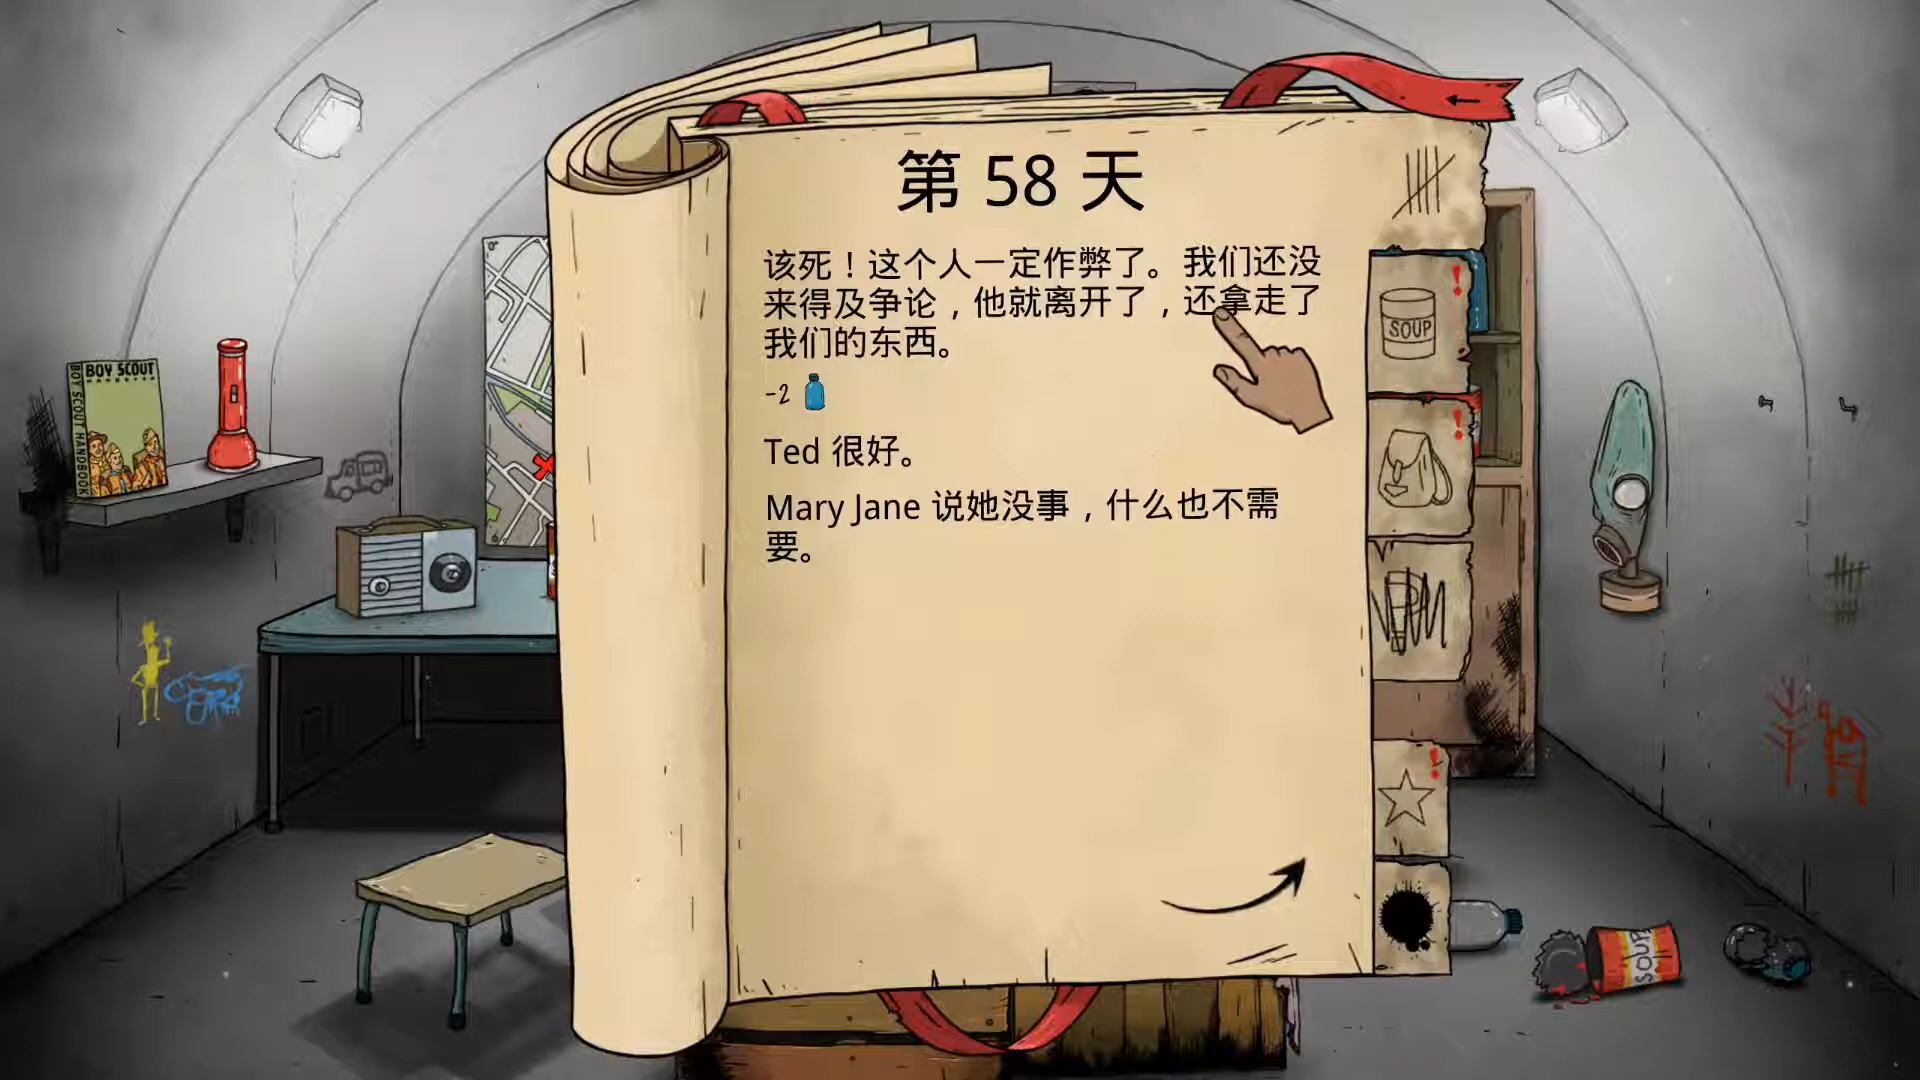 第 58 天
该死！这个人一定作弊了。我们还没
来得及争论，他就离开了，还拿走了
我们的东西。
-2
Ted 很好。
Mary Jane 说她没事，什么也不需
要。
BOY SCOUT
HANDBOOK
BOY SCOUT HANDBOOK
SOUP
SOUP